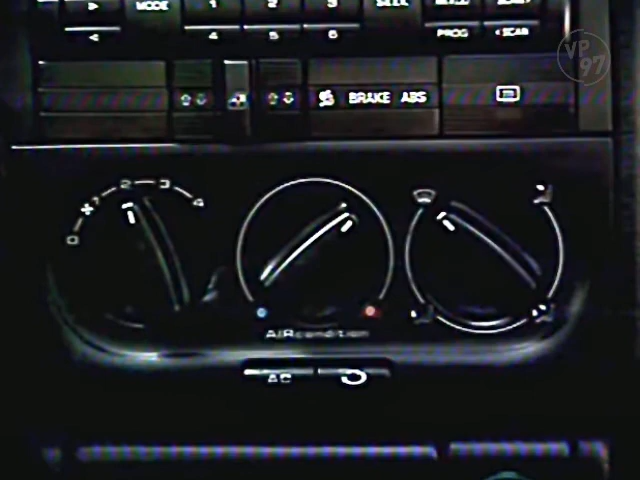 MODE 1 2 3 SEEK
4 5 6 PROG <SCAN
VP
97
BRAKE ABS
0 1 2 3 4
AIRcondition
AC